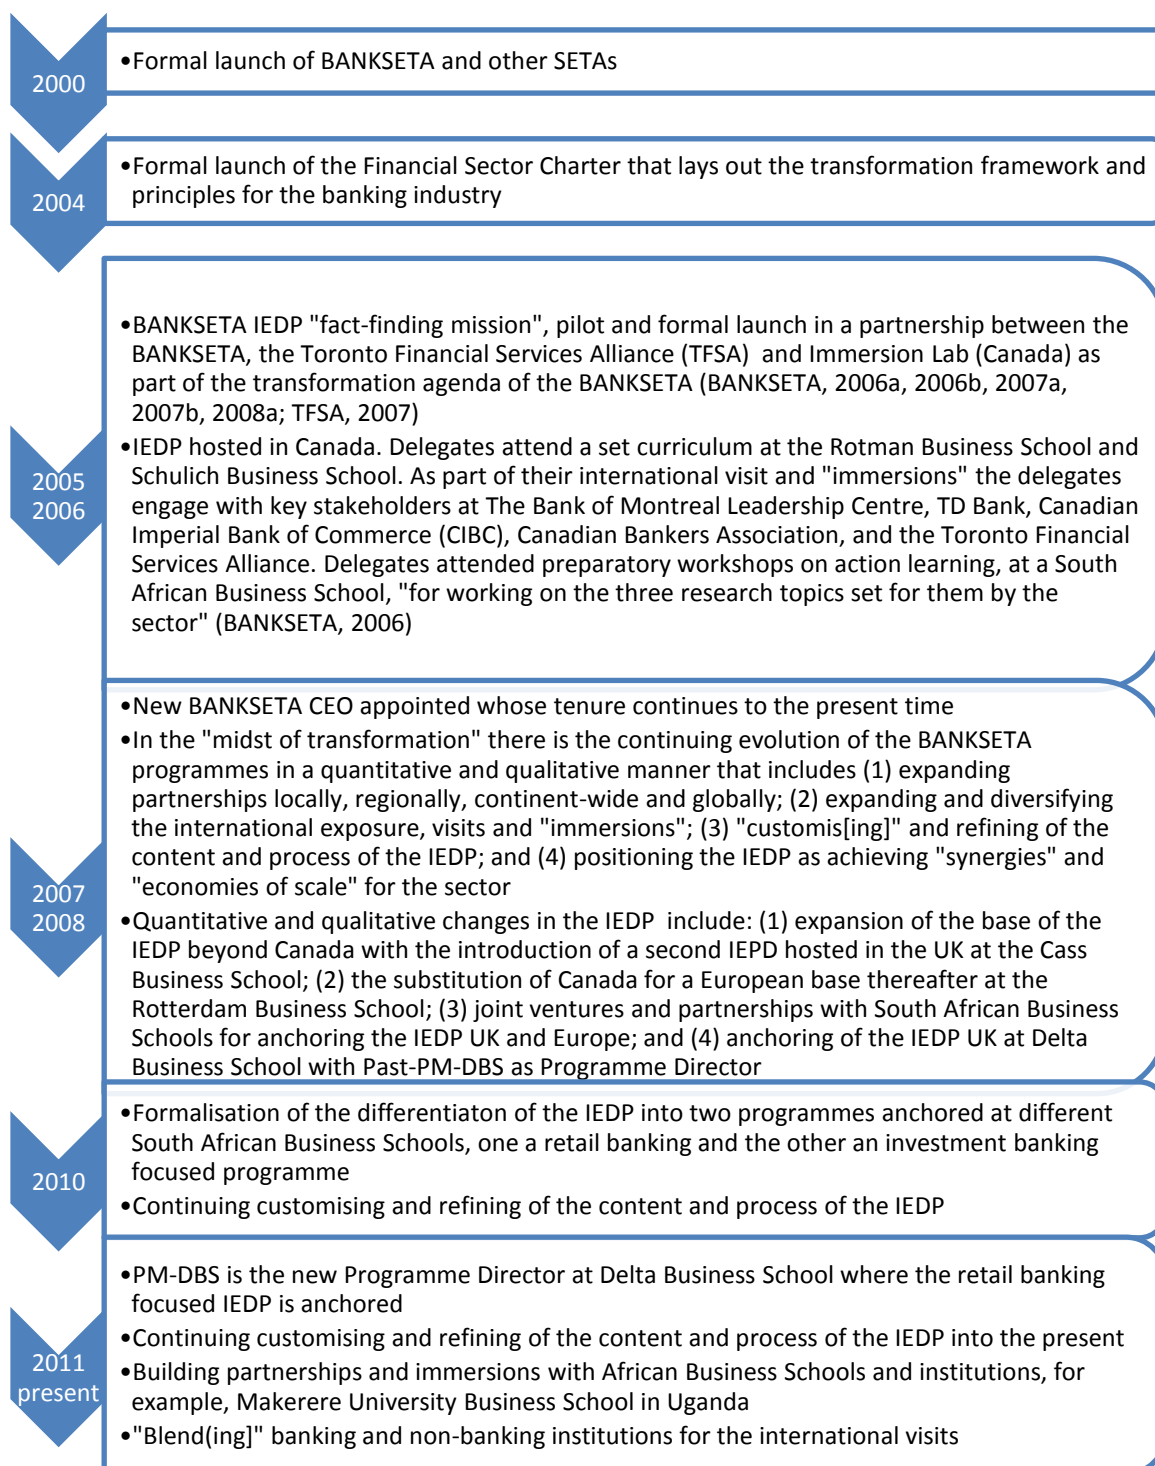 2000
•Formal launch of BANKSETA and other SETAs
2004
•Formal launch of the Financial Sector Charter that lays out the transformation framework and
principles for the banking industry
2005
2006
•BANKSETA IEDP "fact-finding mission", pilot and formal launch in a partnership between the
BANKSETA, the Toronto Financial Services Alliance (TFSA) and Immersion Lab (Canada) as
part of the transformation agenda of the BANKSETA (BANKSETA, 2006a, 2006b, 2007a,
2007b, 2008a; TFSA, 2007)
•IEDP hosted in Canada. Delegates attend a set curriculum at the Rotman Business School and
Schulich Business School. As part of their international visit and "immersions" the delegates
engage with key stakeholders at The Bank of Montreal Leadership Centre, TD Bank, Canadian
Imperial Bank of Commerce (CIBC), Canadian Bankers Association, and the Toronto Financial
Services Alliance. Delegates attended preparatory workshops on action learning, at a South
African Business School, "for working on the three research topics set for them by the
sector" (BANKSETA, 2006)
2007
2008
•New BANKSETA CEO appointed whose tenure continues to the present time
•In the "midst of transformation" there is the continuing evolution of the BANKSETA
programmes in a quantitative and qualitative manner that includes (1) expanding
partnerships locally, regionally, continent-wide and globally; (2) expanding and diversifying
the international exposure, visits and "immersions"; (3) "customis[ing]" and refining of the
content and process of the IEDP; and (4) positioning the IEDP as achieving "synergies" and
"economies of scale" for the sector
•Quantitative and qualitative changes in the IEDP include: (1) expansion of the base of the
IEDP beyond Canada with the introduction of a second IEPD hosted in the UK at the Cass
Business School; (2) the substitution of Canada for a European base thereafter at the
Rotterdam Business School; (3) joint ventures and partnerships with South African Business
Schools for anchoring the IEDP UK and Europe; and (4) anchoring of the IEDP UK at Delta
Business School with Past-PM-DBS as Programme Director
2010
•Formalisation of the differentiaton of the IEDP into two programmes anchored at different
South African Business Schools, one a retail banking and the other an investment banking
focused programme
•Continuing customising and refining of the content and process of the IEDP
2011
present
•PM-DBS is the new Programme Director at Delta Business School where the retail banking
focused IEDP is anchored
•Continuing customising and refining of the content and process of the IEDP into the present
•Building partnerships and immersions with African Business Schools and institutions, for
example, Makerere University Business School in Uganda
•"Blend(ing]" banking and non-banking institutions for the international visits